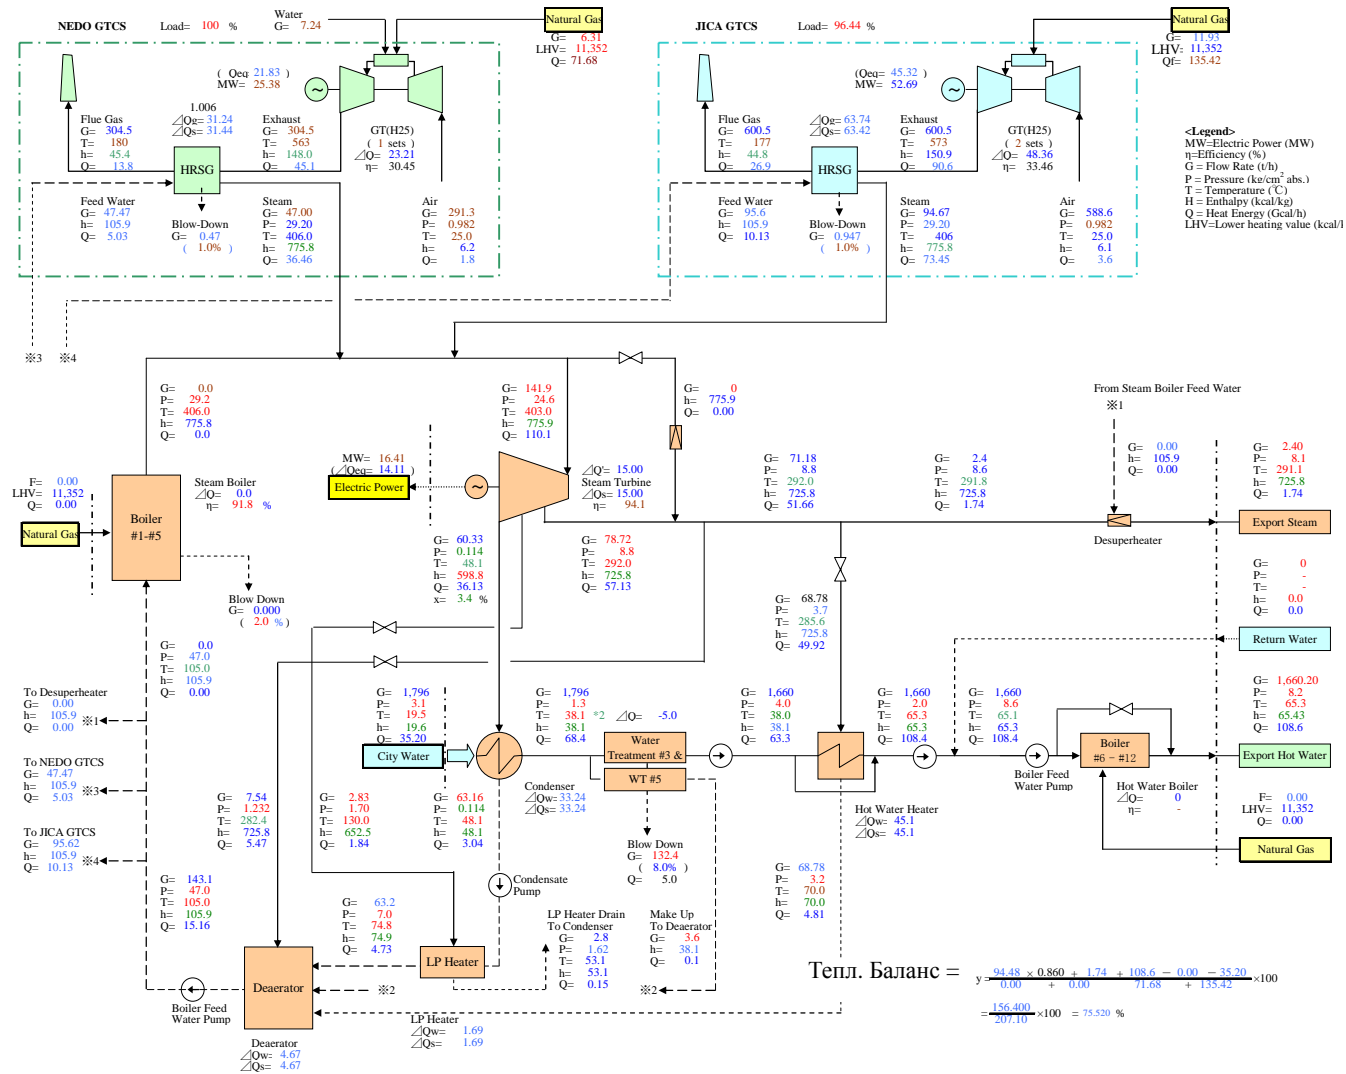 NEDO GTCS
Load= 100 %
Water
G= 7.24
Natural Gas
G= 6.31
LHV= 11,352
Q= 71.68
( Qeq= 21.83 )
MW= 25.38
1.006
⊿Qg= 31.24
⊿Qs= 31.44
Flue Gas
G= 304.5
T= 180
h= 45.4
Q= 13.8
Exhaust
G= 304.5
T= 563
h= 148.0
Q= 45.1
GT(H25)
( 1 sets )
⊿Q= 23.21
η= 30.45
HRSG
Feed Water
G= 47.47
h= 105.9
Q= 5.03
Blow-Down
G= 0.47
( 1.0% )
Steam
G= 47.00
P= 29.20
T= 406.0
h= 775.8
Q= 36.46
Air
G= 291.3
P= 0.982
T= 25.0
h= 6.2
Q= 1.8
JICA GTCS
Load= 96.44 %
Natural Gas
G= 11.93
LHV= 11,352
Qf= 135.42
(Qeq= 45.32 )
MW= 52.69
⊿Qg= 63.74
⊿Qs= 63.42
Flue Gas
G= 600.5
T= 177
h= 44.8
Q= 26.9
Exhaust
G= 600.5
T= 573
h= 150.9
Q= 90.6
GT(H25)
( 2 sets )
⊿Q= 48.36
η= 33.46
HRSG
Feed Water
G= 95.6
h= 105.9
Q= 10.13
Blow-Down
G= 0.947
( 1.0% )
Steam
G= 94.67
P= 29.20
T= 406
h= 775.8
Q= 73.45
Air
G= 588.6
P= 0.982
T= 25.0
h= 6.1
Q= 3.6
<Legend>
MW=Electric Power (MW)
η=Efficiency (%)
G = Flow Rate (t/h)
P = Pressure (kg/cm² abs.)
T = Temperature (℃)
H = Enthalpy (kcal/kg)
Q = Heat Energy (Gcal/h)
LHV=Lower heating value (kcal/
※3 ※4
G= 0.0
P= 29.2
T= 406.0
h= 775.8
Q= 0.0
G= 141.9
P= 24.6
T= 403.0
h= 775.9
Q= 110.1
G= 0
h= 775.9
Q= 0.00
From Steam Boiler Feed Water
※1
G= 0.00
h= 105.9
Q= 0.00
G= 2.40
P= 8.1
T= 291.1
h= 725.8
Q= 1.74
MW= 16.41
(⊿Qeq= 14.11 )
Electric Power
⊿Q'= 15.00
Steam Turbine
⊿Qs= 15.00
η= 94.1
G= 71.18
P= 8.8
T= 292.0
h= 725.8
Q= 51.66
G= 2.4
P= 8.6
T= 291.8
h= 725.8
Q= 1.74
F= 0.00
LHV= 11,352
Q= 0.00
Natural Gas
Boiler
#1-#5
Steam Boiler
⊿Q= 0.0
η= 91.8 %
Desuperheater
Export Steam
G= 60.33
P= 0.114
T= 48.1
h= 598.8
Q= 36.13
x= 3.4 %
G= 78.72
P= 8.8
T= 292.0
h= 725.8
Q= 57.13
G= 0
P= -
T= -
h= 0.0
Q= 0.0
Return Water
Blow Down
G= 0.000
( 2.0 % )
G= 68.78
P= 3.7
T= 285.6
h= 725.8
Q= 49.92
G= 0.0
P= 47.0
T= 105.0
h= 105.9
Q= 0.00
To Desuperheater
G= 0.00
h= 105.9 ※1
Q= 0.00
To NEDO GTCS
G= 47.47
h= 105.9 ※3
Q= 5.03
To JICA GTCS
G= 95.62
h= 105.9 ※4
Q= 10.13
G= 1,796
P= 3.1
T= 19.5
h= 19.6
Q= 35.20
City Water
G= 1,796
P= 1.3
T= 38.1 *2
h= 38.1
Q= 68.4
⊿Q= -5.0
Water
Treatment #3 &
WT #5
G= 1,660
P= 4.0
T= 38.0
h= 38.1
Q= 63.3
G= 1,660
P= 2.0
T= 65.3
h= 65.3
Q= 108.4
G= 1,660
P= 8.6
T= 65.1
h= 65.3
Q= 108.4
G= 1,660.20
P= 8.2
T= 65.3
h= 65.43
Q= 108.6
Boiler
#6 – #12
Export Hot Water
Boiler Feed
Water Pump
Hot Water Boiler
⊿Q= 0
η= -
F= 0.00
LHV= 11,352
Q= 0.00
Natural Gas
Condenser
⊿Qw= 33.24
⊿Qs= 33.24
Hot Water Heater
⊿Qw= 45.1
⊿Qs= 45.1
G= 7.54
P= 1.232
T= 282.4
h= 725.8
Q= 5.47
G= 2.83
P= 1.70
T= 130.0
h= 652.5
Q= 1.84
G= 63.16
P= 0.114
T= 48.1
h= 48.1
Q= 3.04
Blow Down
G= 132.4
( 8.0% )
Q= 5.0
G= 68.78
P= 3.2
T= 70.0
h= 70.0
Q= 4.81
Condensate
Pump
G= 143.1
P= 47.0
T= 105.0
h= 105.9
Q= 15.16
G= 63.2
P= 7.0
T= 74.8
h= 74.9
Q= 4.73
LP Heater Drain
To Condenser
G= 2.8
P= 1.62
T= 53.1
h= 53.1
Q= 0.15
Make Up
To Deaerator
G= 3.6
h= 38.1
Q= 0.1
※2
LP Heater
Deaerator
※2
Boiler Feed
Water Pump
LP Heater
⊿Qw= 1.69
⊿Qs= 1.69
Deaerator
⊿Qw= 4.67
⊿Qs= 4.67
Тепл. Баланс =
y= 94.48 × 0.860 + 1.74 + 108.6 − 0.00 − 35.20 ×100
0.00 + 0.00 71.68 + 135.42
= 156.400 ×100 = 75.520 %
207.10